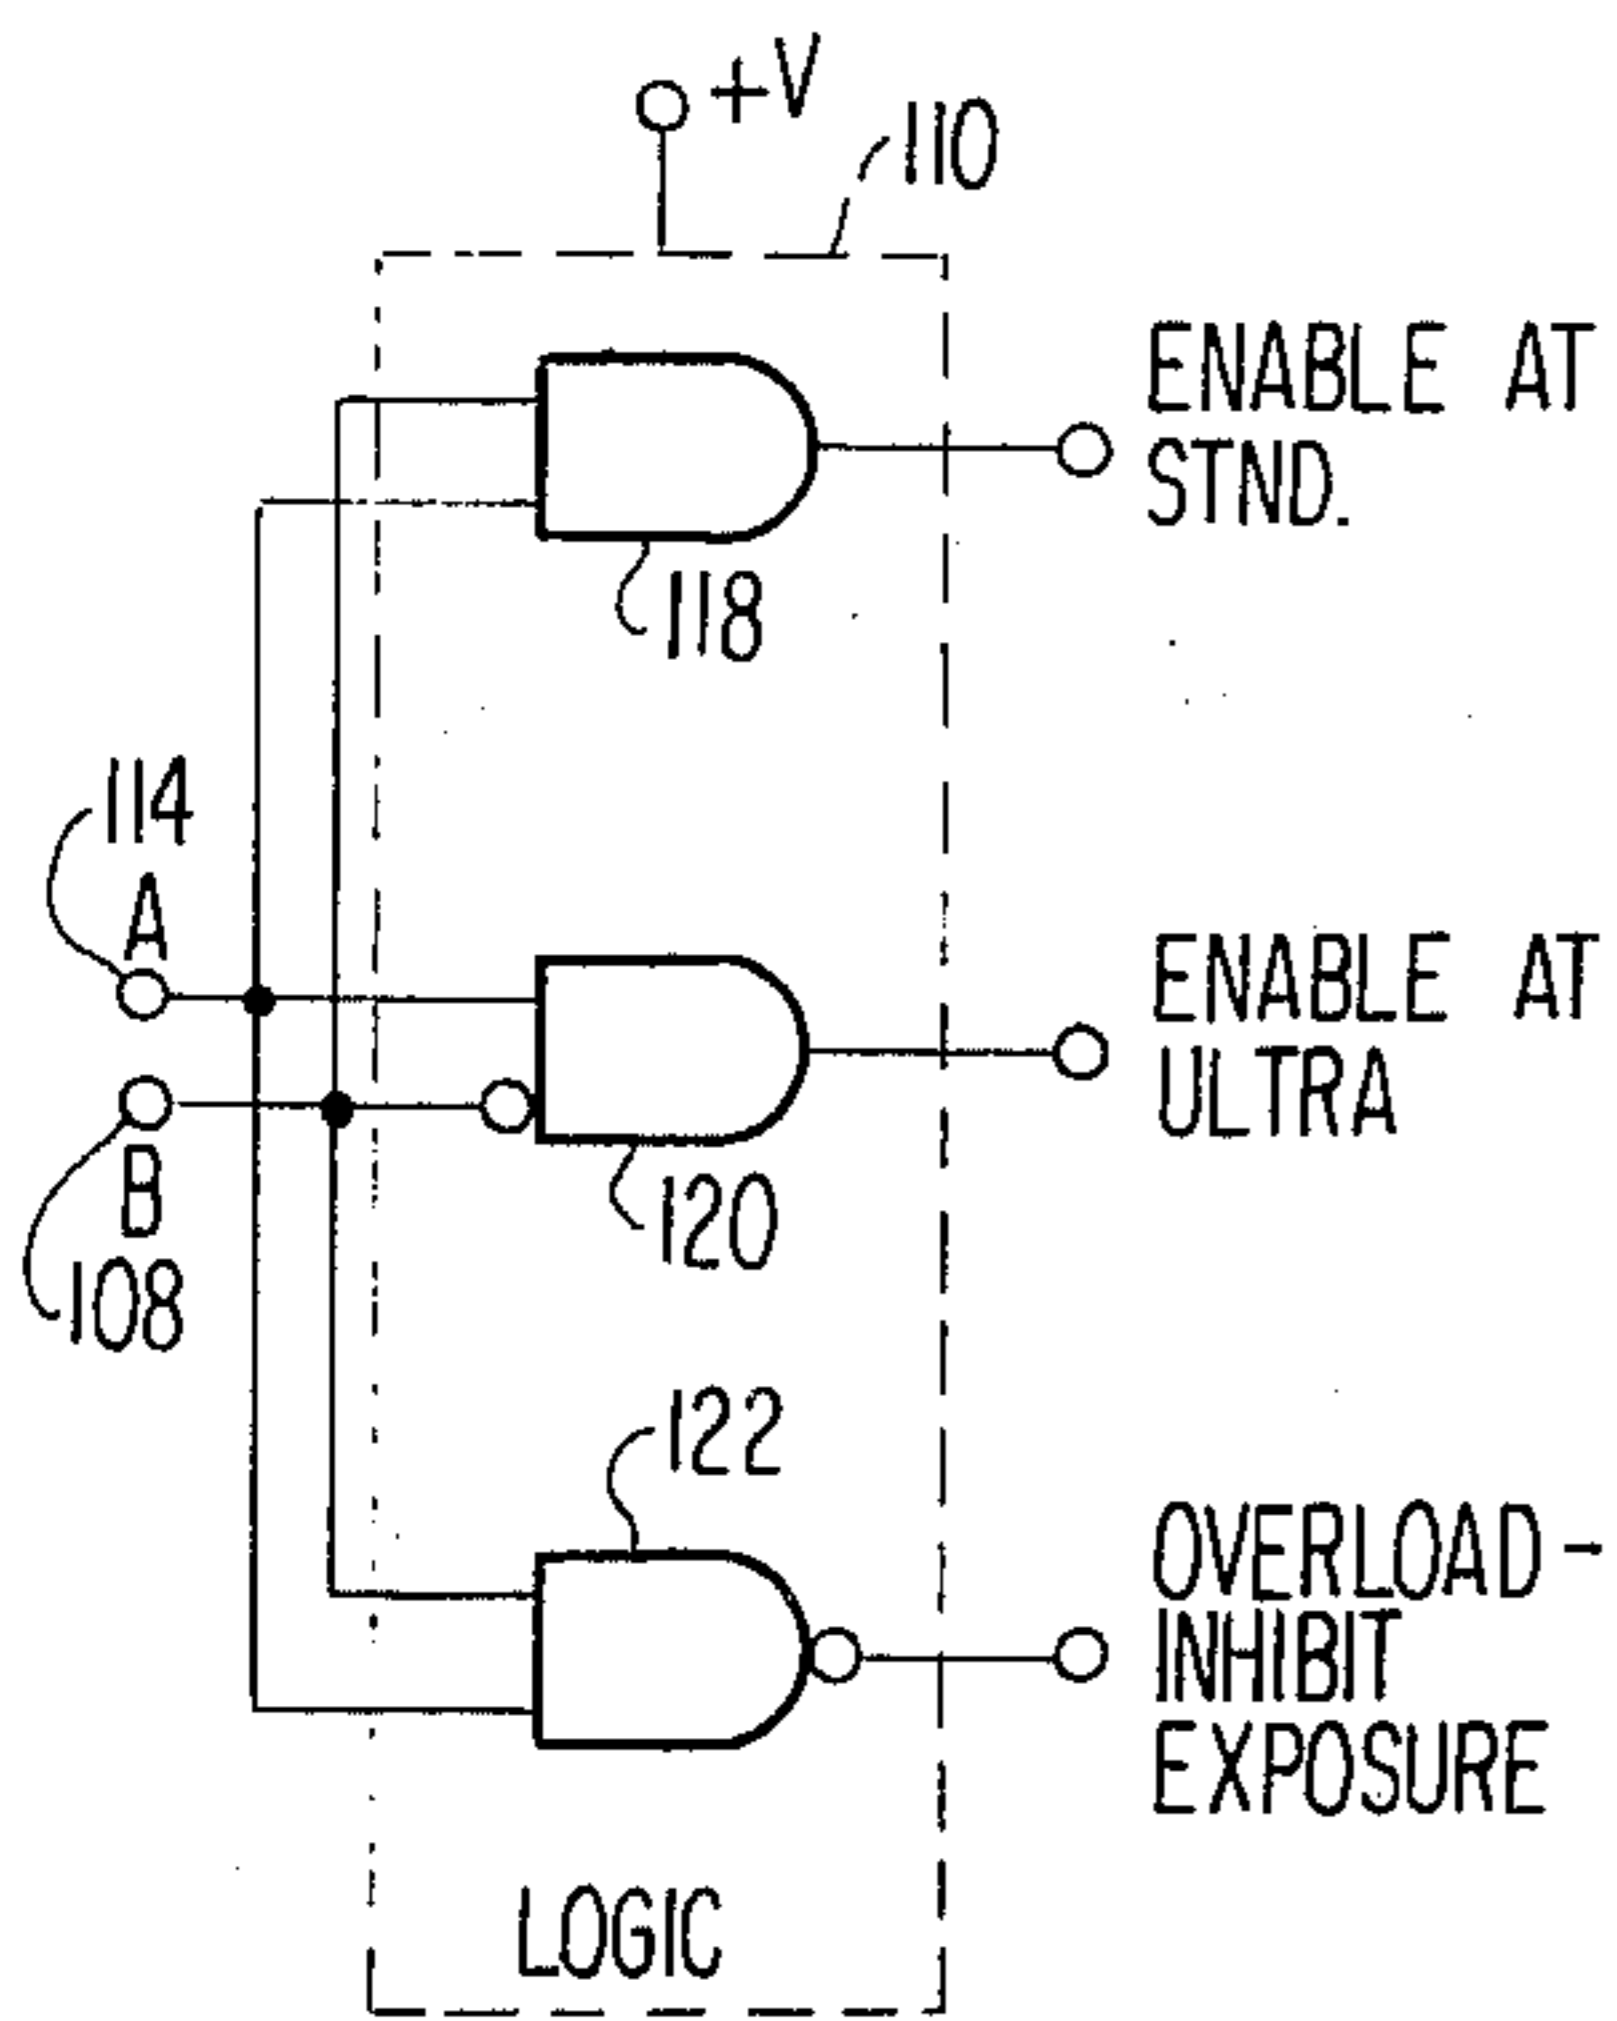 +V
110
ENABLE AT
STND.
118
114
A
ENABLE AT
ULTRA
B
120
108
122
OVERLOAD-
INHIBIT
EXPOSURE
LOGIC